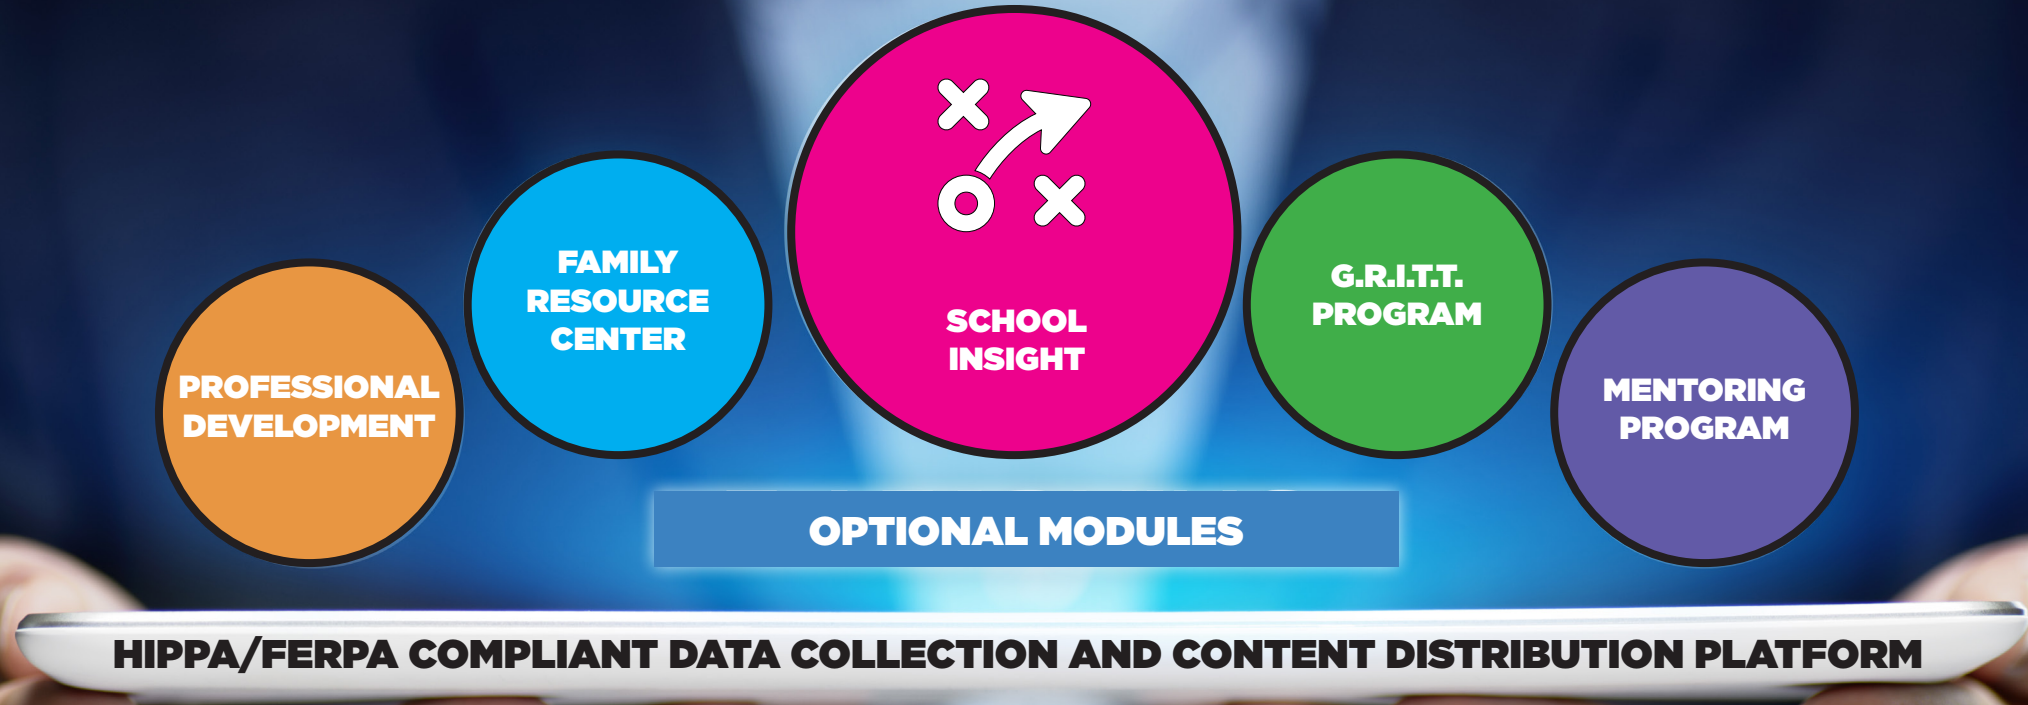 PROFESSIONAL
DEVELOPMENT
FAMILY
RESOURCE
CENTER
SCHOOL
INSIGHT
G.R.I.T.T.
PROGRAM
MENTORING
PROGRAM
OPTIONAL MODULES
HIPPA/FERPA COMPLIANT DATA COLLECTION AND CONTENT DISTRIBUTION PLATFORM